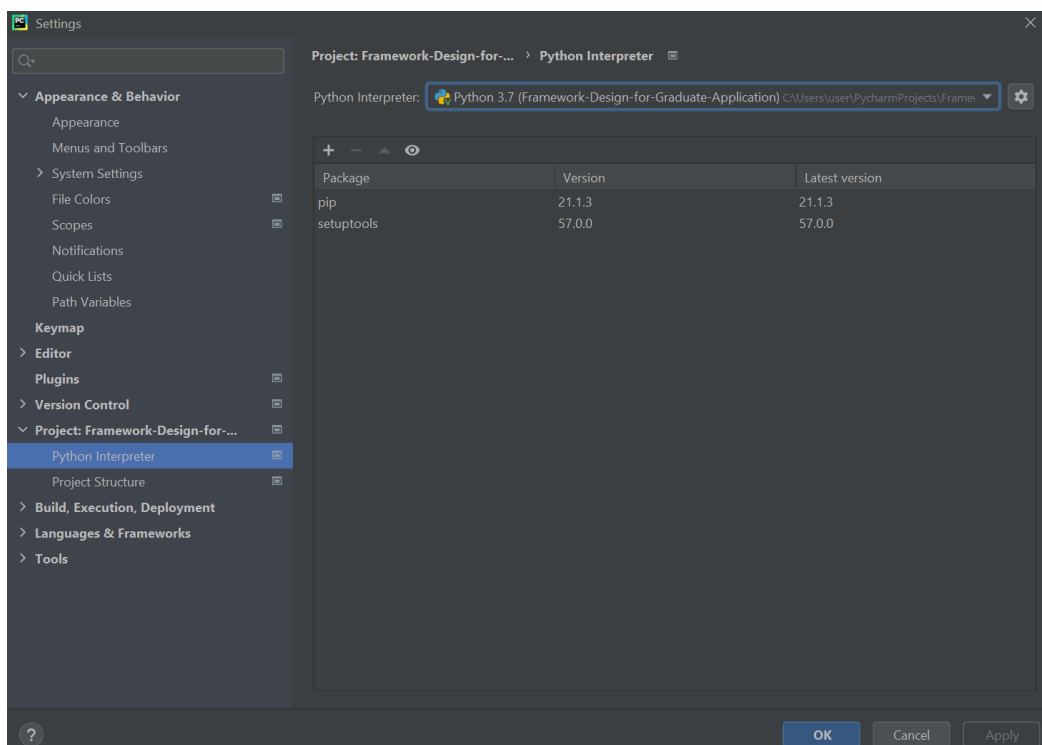 PC Settings
Project: Framework-Design-for-... › Python Interpreter
Appearance & Behavior
Python Interpreter: Python 3.7 (Framework-Design-for-Graduate-Application) C:\Users\user\PycharmProjects\Framew
Appearance
Menus and Toolbars
Package Version Latest version
System Settings
File Colors
pip 21.1.3 21.1.3
Scopes
setuptools 57.0.0 57.0.0
Notifications
Quick Lists
Path Variables
Keymap
Editor
Plugins
Version Control
Project: Framework-Design-for-...
Python Interpreter
Project Structure
Build, Execution, Deployment
Languages & Frameworks
Tools
?
OK Cancel Apply